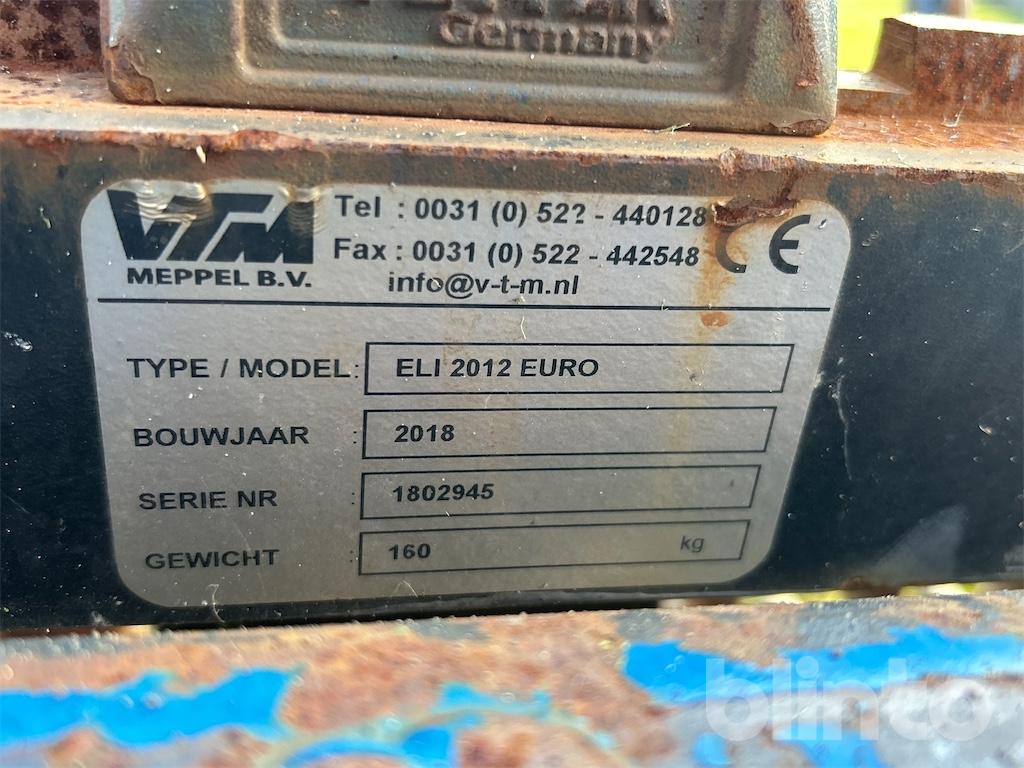 Germany
VTM
MEPPEL B.V.
Tel : 0031 (0) 522 - 440128
Fax : 0031 (0) 522 - 442548
info@v-t-m.nl
CE
TYPE / MODEL: ELI 2012 EURO
BOUWJAAR : 2018
SERIE NR : 1802945
GEWICHT : 160 kg
blinto